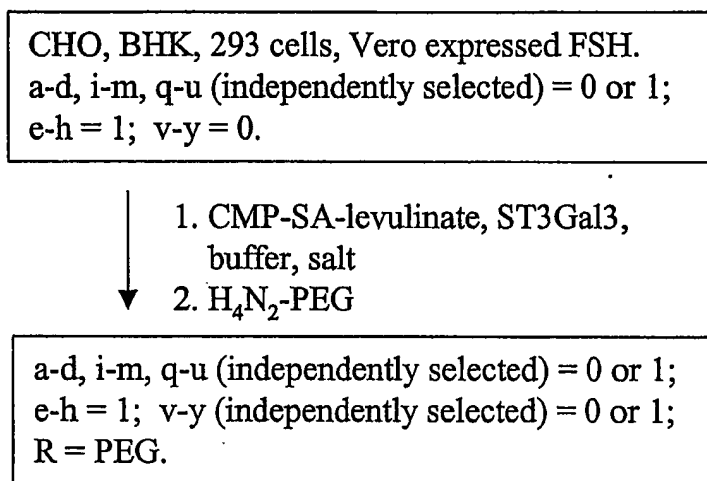 CHO, BHK, 293 cells, Vero expressed FSH.
a-d, i-m, q-u (independently selected) = 0 or 1;
e-h = 1; v-y = 0.
1. CMP-SA-levulinate, ST3Gal3,
buffer, salt
2. H₄N₂-PEG
a-d, i-m, q-u (independently selected) = 0 or 1;
e-h = 1; v-y (independently selected) = 0 or 1;
R = PEG.